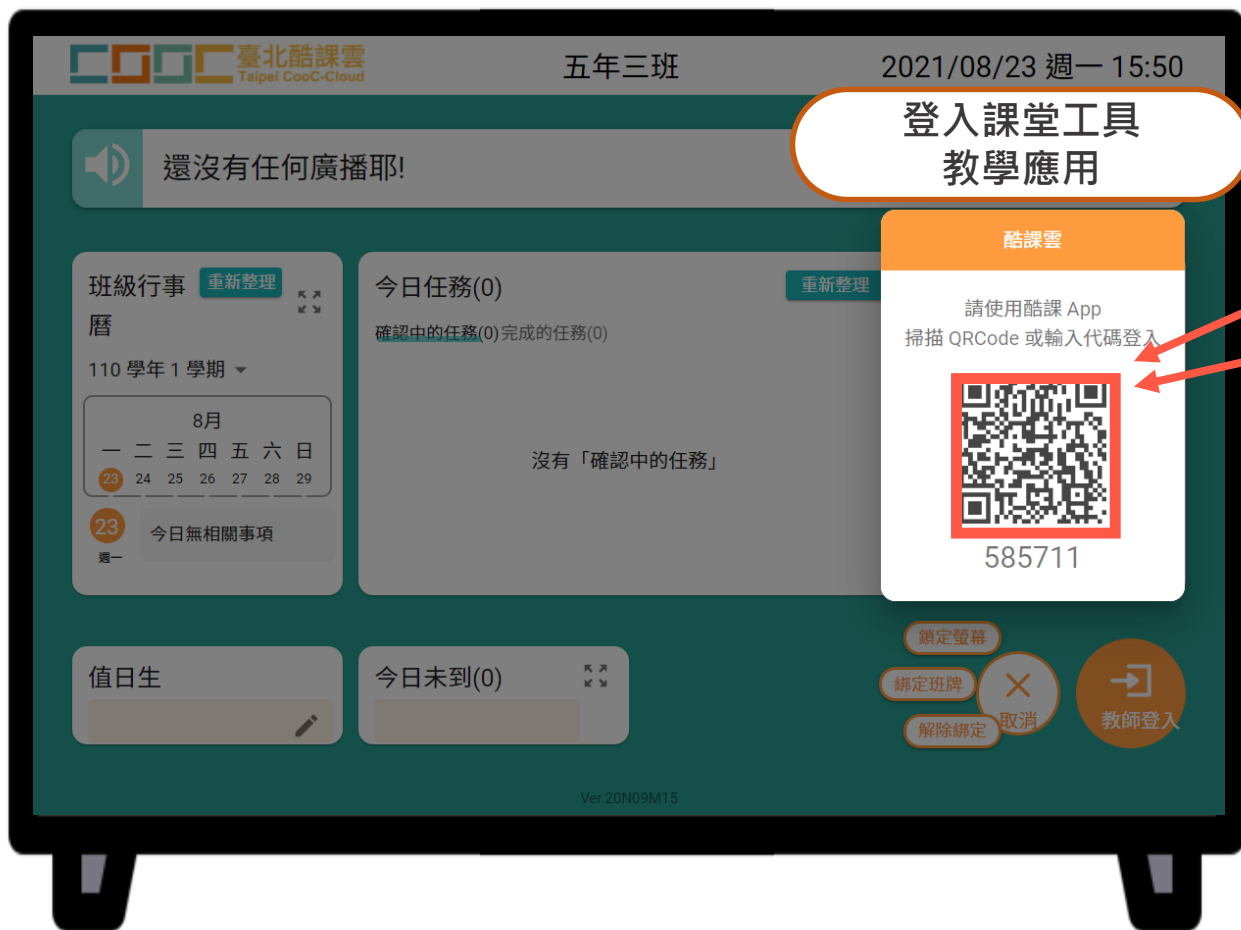 臺北酷課雲
Taipei CooC-Cloud
五年三班
2021/08/23 週一 15:50
登入課堂工具
教學應用
還沒有任何廣播耶!
班級行事
曆
重新整理
110 學年 1 學期
8月
一 二 三 四 五 六 日
23 24 25 26 27 28 29
23
週一
今日無相關事項
今日任務(0)
重新整理
確認中的任務(0)完成的任務(0)
沒有「確認中的任務」
酷課雲
請使用酷課 App
掃描 QRCode 或輸入代碼登入
585711
值日生
今日未到(0)
鎖定螢幕
綁定班牌
解除綁定
取消
教師登入
Ver.20N09M15